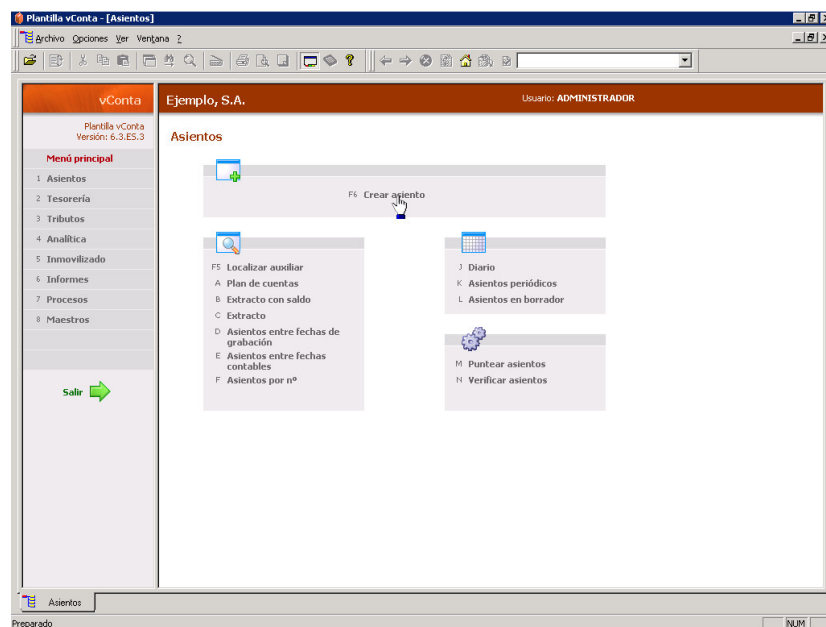 Plantilla vConta - [Asientos]
Archivo Opciones Ver Ventana ?
vConta
Ejemplo, S.A.
Usuario: ADMINISTRADOR
Plantilla vConta
Versión: 6.3.ES.3
Menú principal
1 Asientos
2 Tesorería
3 Tributos
4 Analítica
5 Inmovilizado
6 Informes
7 Procesos
8 Maestros
Salir
Asientos
F6 Crear asiento
F5 Localizar auxiliar
A Plan de cuentas
B Extracto con saldo
C Extracto
D Asientos entre fechas de
grabación
E Asientos entre fechas
contables
F Asientos por nº
J Diario
K Asientos periódicos
L Asientos en borrador
M Puntear asientos
N Verificar asientos
Asientos
Preparado
NUM